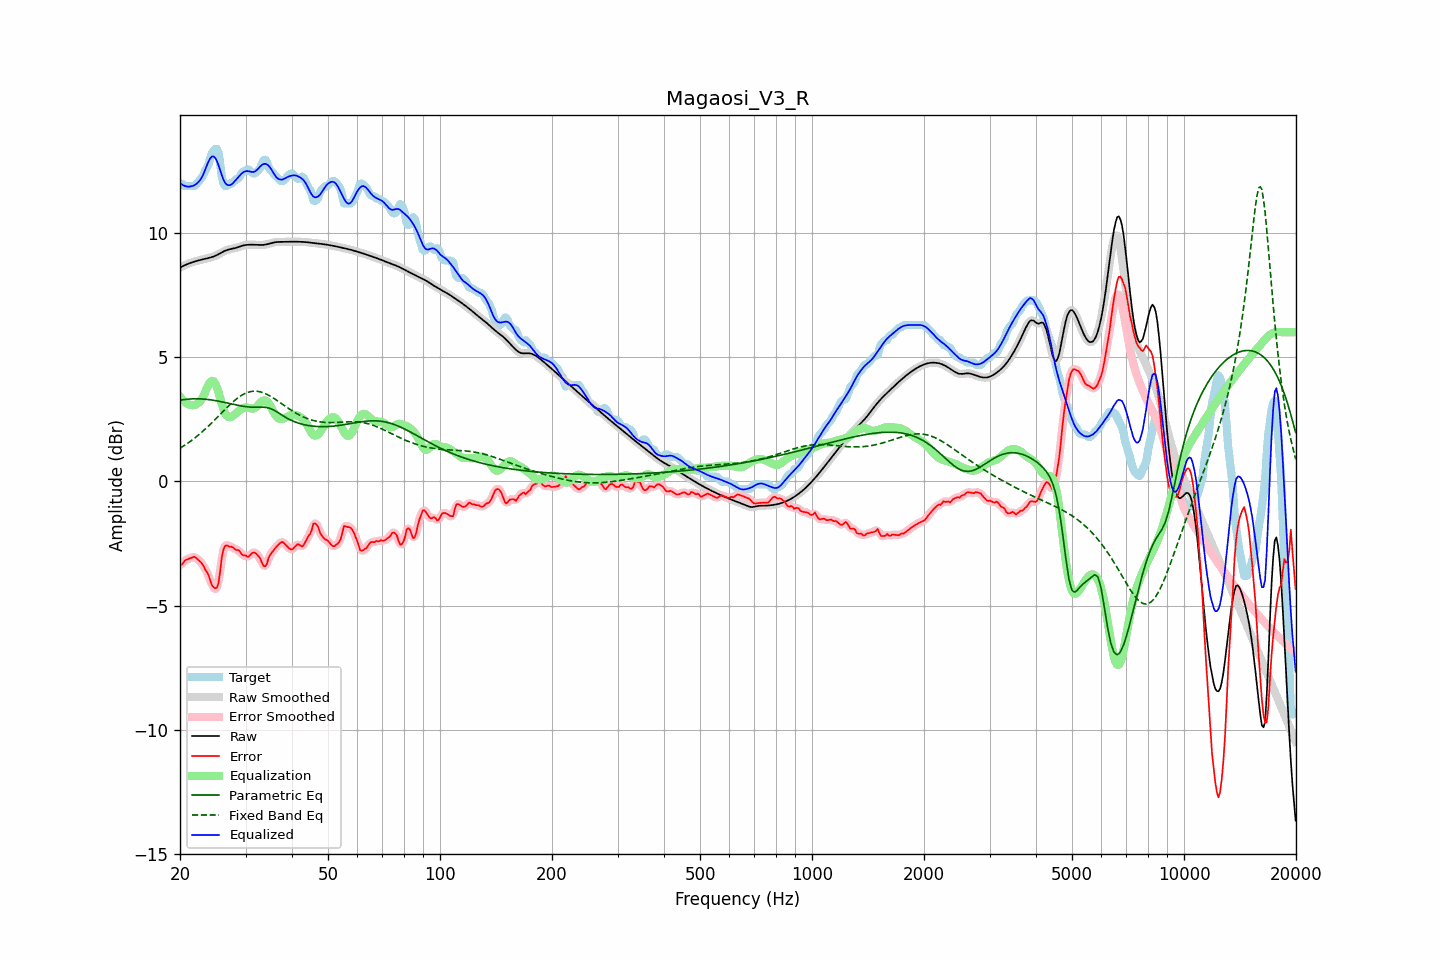 Magaosi_V3_R
Amplitude (dBr)
10
5
0
−5
−10
−15
Target
Raw Smoothed
Error Smoothed
Raw
Error
Equalization
Parametric Eq
Fixed Band Eq
Equalized
20 50 100 200 500 1000 2000 5000 10000 20000
Frequency (Hz)